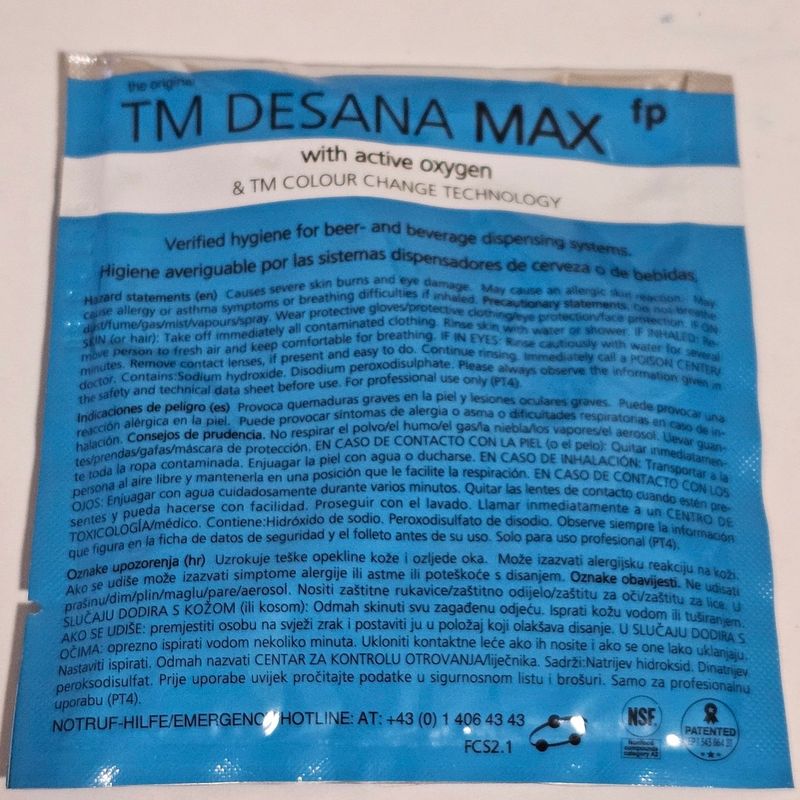 the original
TM DESANA MAX fp
with active oxygen
& TM COLOUR CHANGE TECHNOLOGY
Verified hygiene for beer- and beverage dispensing systems.
Higiene averiguable por las sistemas dispensadores de cerveza o de bebidas.
Hazard statements (en) Causes severe skin burns and eye damage. May cause an allergic skin reaction. May
cause allergy or asthma symptoms or breathing difficulties if inhaled. Precautionary statements. Do not breathe
dust/fume/gas/mist/vapours/spray. Wear protective gloves/protective clothing/eye protection/face protection. IF ON
SKIN (or hair): Take off immediately all contaminated clothing. Rinse skin with water or shower. IF INHALED: Re-
move person to fresh air and keep comfortable for breathing. IF IN EYES: Rinse cautiously with water for several
minutes. Remove contact lenses, if present and easy to do. Continue rinsing. Immediately call a POISON CENTER/
doctor. Contains:Sodium hydroxide. Disodium peroxodisulphate. Please always observe the information given in
the safety and technical data sheet before use. For professional use only (PT4).
Indicaciones de peligro (es) Provoca quemaduras graves en la piel y lesiones oculares graves. Puede provocar una
reacción alérgica en la piel. Puede provocar síntomas de alergia o asma o dificultades respiratorias en caso de in-
halación. Consejos de prudencia. No respirar el polvo/el humo/el gas/la niebla/los vapores/el aerosol. Llevar guan-
tes/prendas/gafas/máscara de protección. EN CASO DE CONTACTO CON LA PIEL (o el pelo): Quitar inmediatamen-
te toda la ropa contaminada. Enjuagar la piel con agua o ducharse. EN CASO DE INHALACIÓN: Transportar a la
persona al aire libre y mantenerla en una posición que le facilite la respiración. EN CASO DE CONTACTO CON LOS
OJOS: Enjuagar con agua cuidadosamente durante varios minutos. Quitar las lentes de contacto cuando estén pre-
sentes y pueda hacerse con facilidad. Proseguir con el lavado. Llamar inmediatamente a un CENTRO DE
TOXICOLOGÍA/médico. Contiene:Hidróxido de sodio. Peroxodisulfato de disodio. Observe siempre la información
que figura en la ficha de datos de seguridad y el folleto antes de su uso. Solo para uso profesional (PT4).
Oznake upozorenja (hr) Uzrokuje teške opekline kože i ozljede oka. Može izazvati alergijsku reakciju na koži.
Ako se udiše može izazvati simptome alergije ili astme ili poteškoće s disanjem. Oznake obavijesti. Ne udisati
prašinu/dim/plin/maglu/pare/aerosol. Nositi zaštitne rukavice/zaštitno odijelo/zaštitu za oči/zaštitu za lice. U
SLUČAJU DODIRA S KOŽOM (ili kosom): Odmah skinuti svu zagađenu odjeću. Isprati kožu vodom ili tuširanjem.
AKO SE UDIŠE: premjestiti osobu na svježi zrak i postaviti ju u položaj koji olakšava disanje. U SLUČAJU DODIRA S
OČIMA: oprezno ispirati vodom nekoliko minuta. Ukloniti kontaktne leće ako ih nosite i ako se one lako uklanjaju.
Nastaviti ispirati. Odmah nazvati CENTAR ZA KONTROLU OTROVANJA/liječnika. Sadrži:Natrijev hidroksid. Dinatrijev
peroksodisulfat. Prije uporabe uvijek pročitajte podatke u sigurnosnom listu i brošuri. Samo za profesionalnu
uporabu (PT4).
NOTRUF-HILFE/EMERGENCY HOTLINE: AT: +43 (0) 1 406 43 43
FCS2.1
NSF
Nonfood
compounds
category A2
PATENTED
EP 1 543 664 31